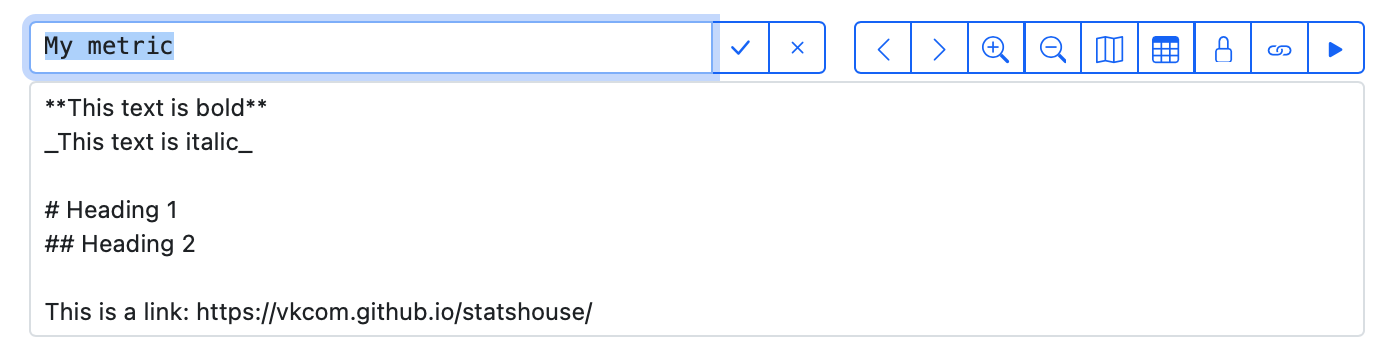 My metric
**This text is bold**
_This text is italic_
# Heading 1
## Heading 2
This is a link: https://vkcom.github.io/statshouse/